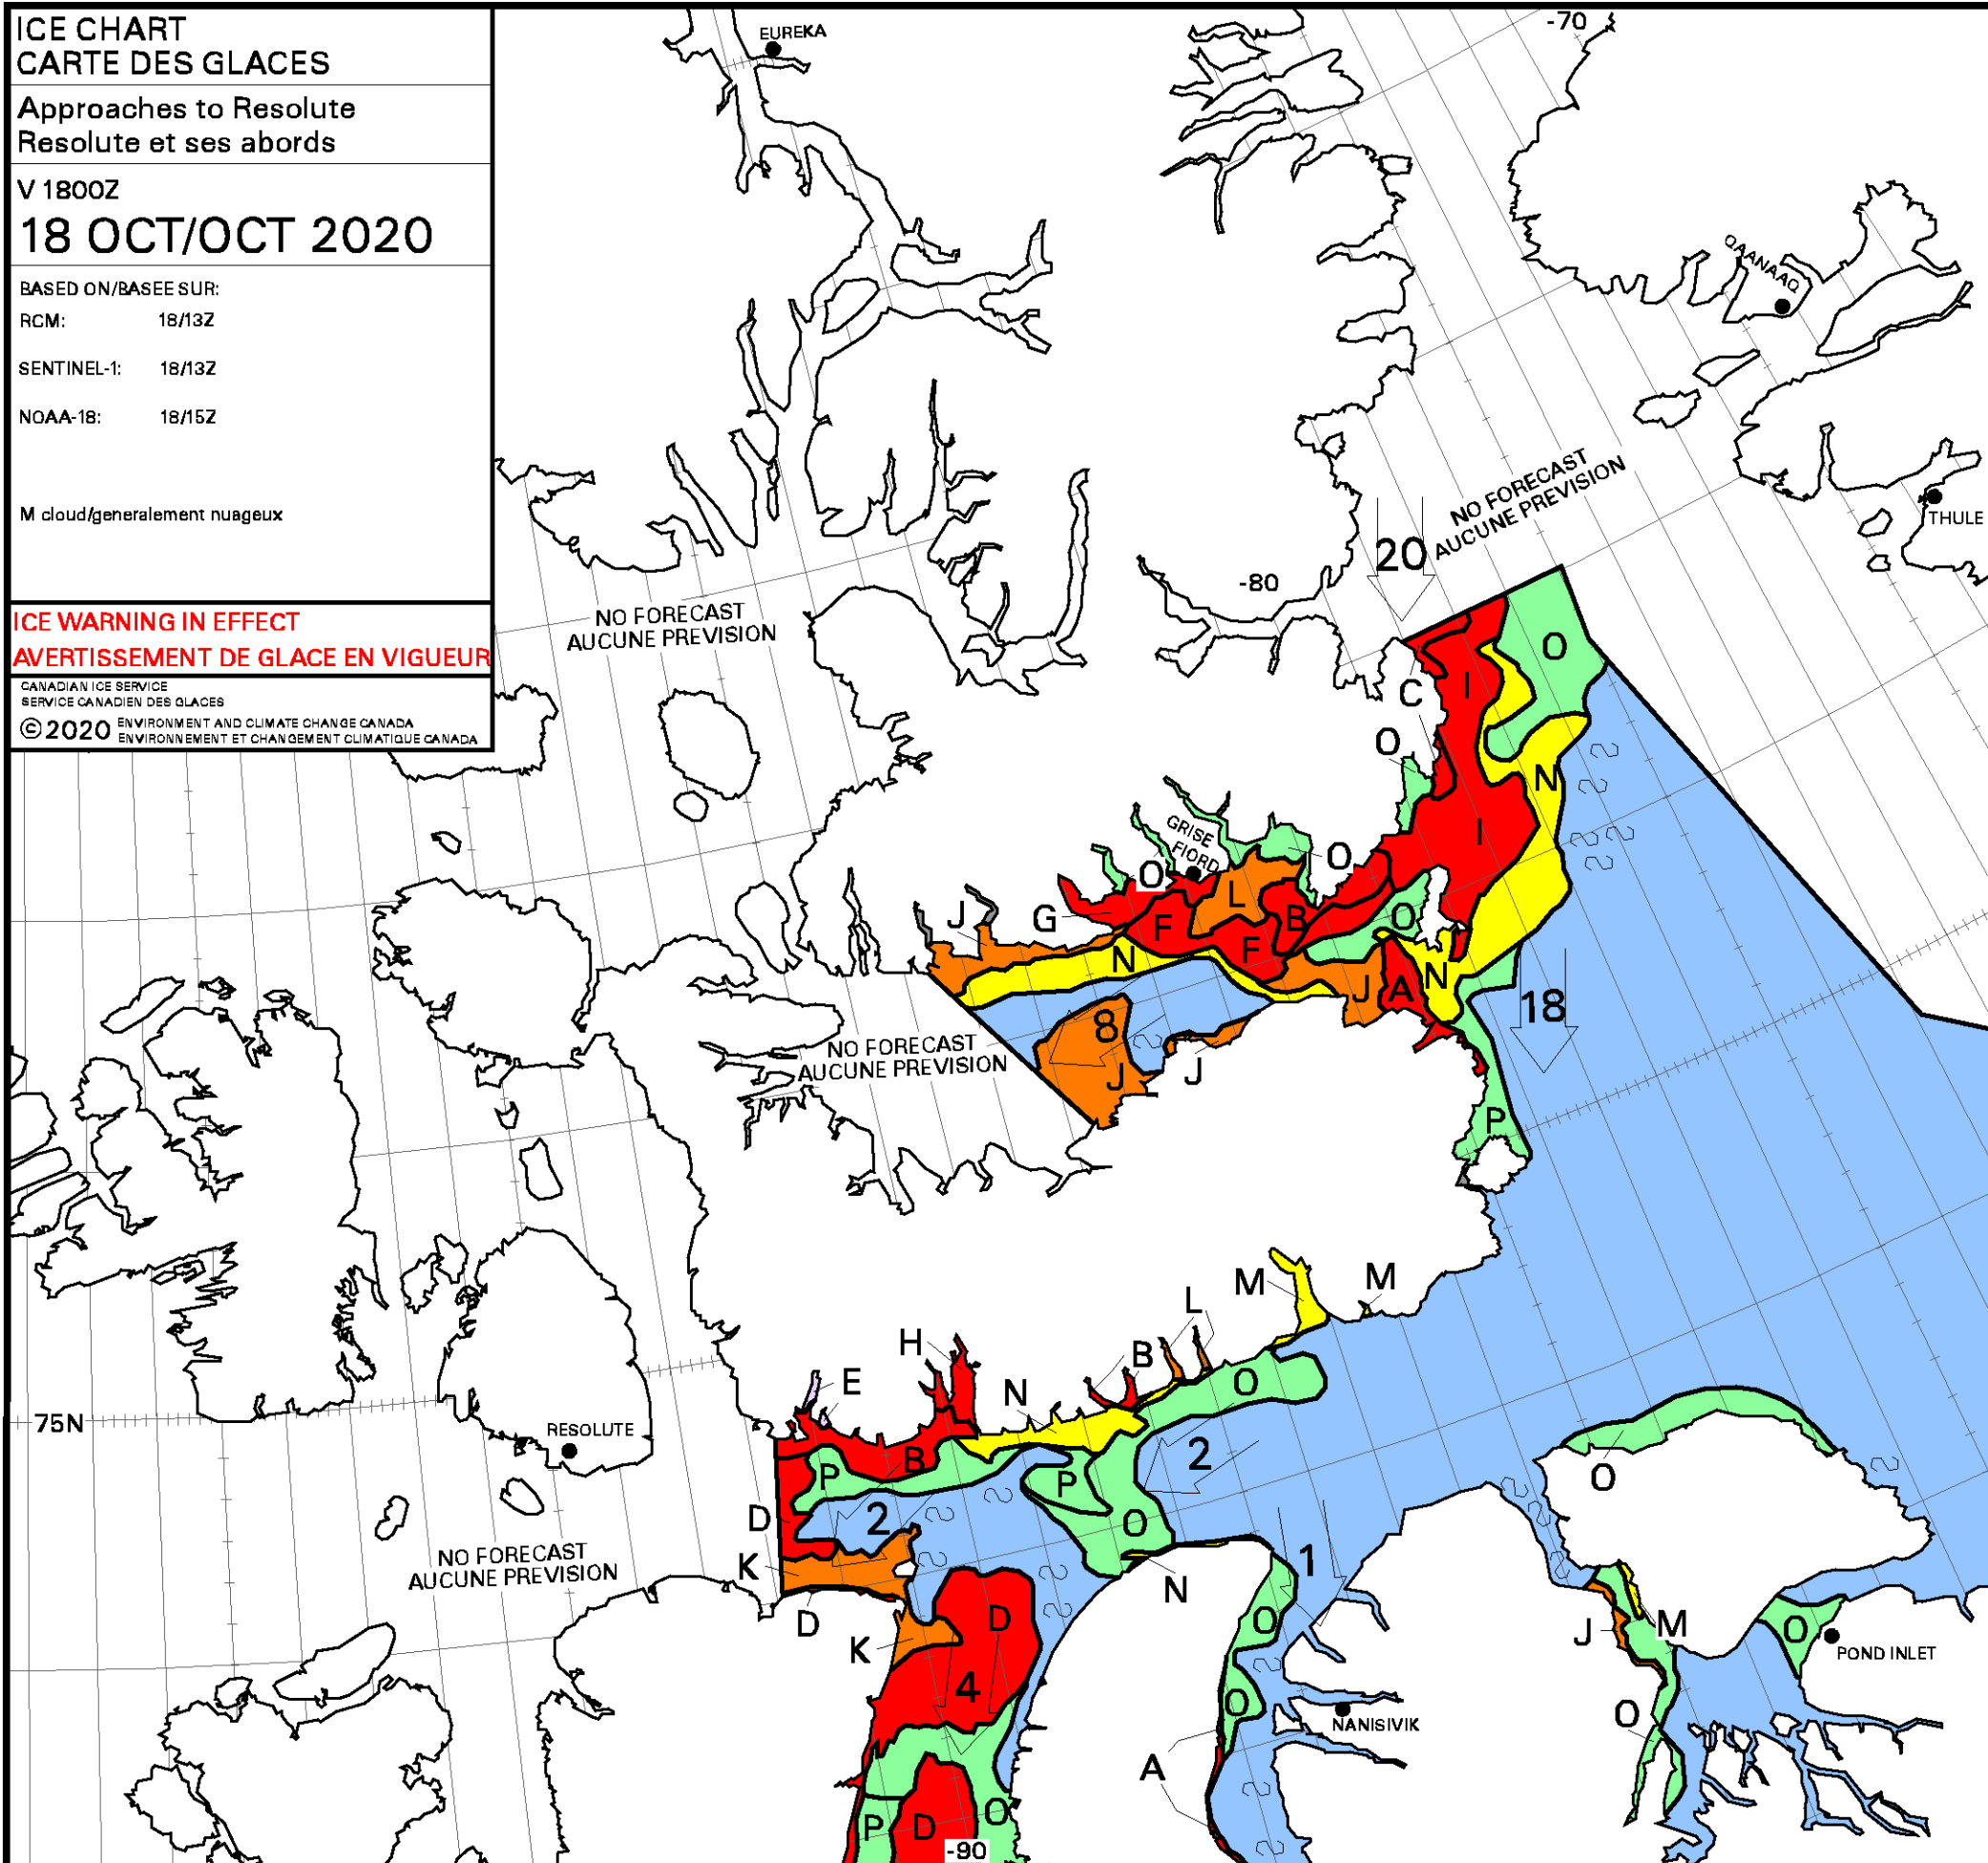 ICE CHART
CARTE DES GLACES
Approaches to Resolute
Resolute et ses abords
V 1800Z
18 OCT/OCT 2020
BASED ON/BASEE SUR:
RCM: 18/13Z
SENTINEL-1: 18/13Z
NOAA-18: 18/15Z
M cloud/generalement nuageux
ICE WARNING IN EFFECT
AVERTISSEMENT DE GLACE EN VIGUEUR
CANADIAN ICE SERVICE
SERVICE CANADIEN DES GLACES
© 2020 ENVIRONMENT AND CLIMATE CHANGE CANADA
ENVIRONNEMENT ET CHANGEMENT CLIMATIQUE CANADA
EUREKA
-70
QAANAAQ
THULE
NO FORECAST
AUCUNE PREVISION
20
-80
NO FORECAST
AUCUNE PREVISION
O
C
I
O
N
I
GRISE
FIORD
O
O
L
J
G
F
B
O
F
N
J
A
N
18
8
NO FORECAST
AUCUNE PREVISION
J
J
P
M
M
L
H
B
E
N
O
75N
RESOLUTE
B
P
P
2
O
D
2
O
NO FORECAST
AUCUNE PREVISION
K
N
1
D
D
O
K
J
M
O
POND INLET
4
O
O
NANISIVIK
A
O
P
D
-90